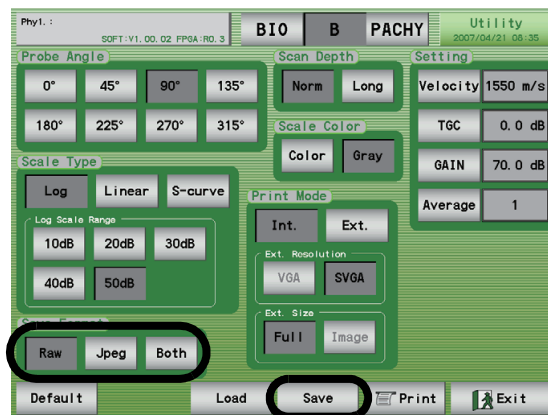 Phy1. :
SOFT:V1.00.02 FPGA:R0.3
BIO B PACHY
Utility
2007/04/21 08:35
Probe Angle
0° 45° 90° 135°
180° 225° 270° 315°
Scan Depth
Norm Long
Setting
Velocity 1550 m/s
TGC 0.0 dB
GAIN 70.0 dB
Average 1
Scale Color
Color Gray
Scale Type
Log Linear S-curve
Log Scale Range
10dB 20dB 30dB
40dB 50dB
Print Mode
Int. Ext.
Ext. Resolution
VGA SVGA
Ext. Size
Full Image
Save Format
Raw Jpeg Both
Default Load Save Print Exit